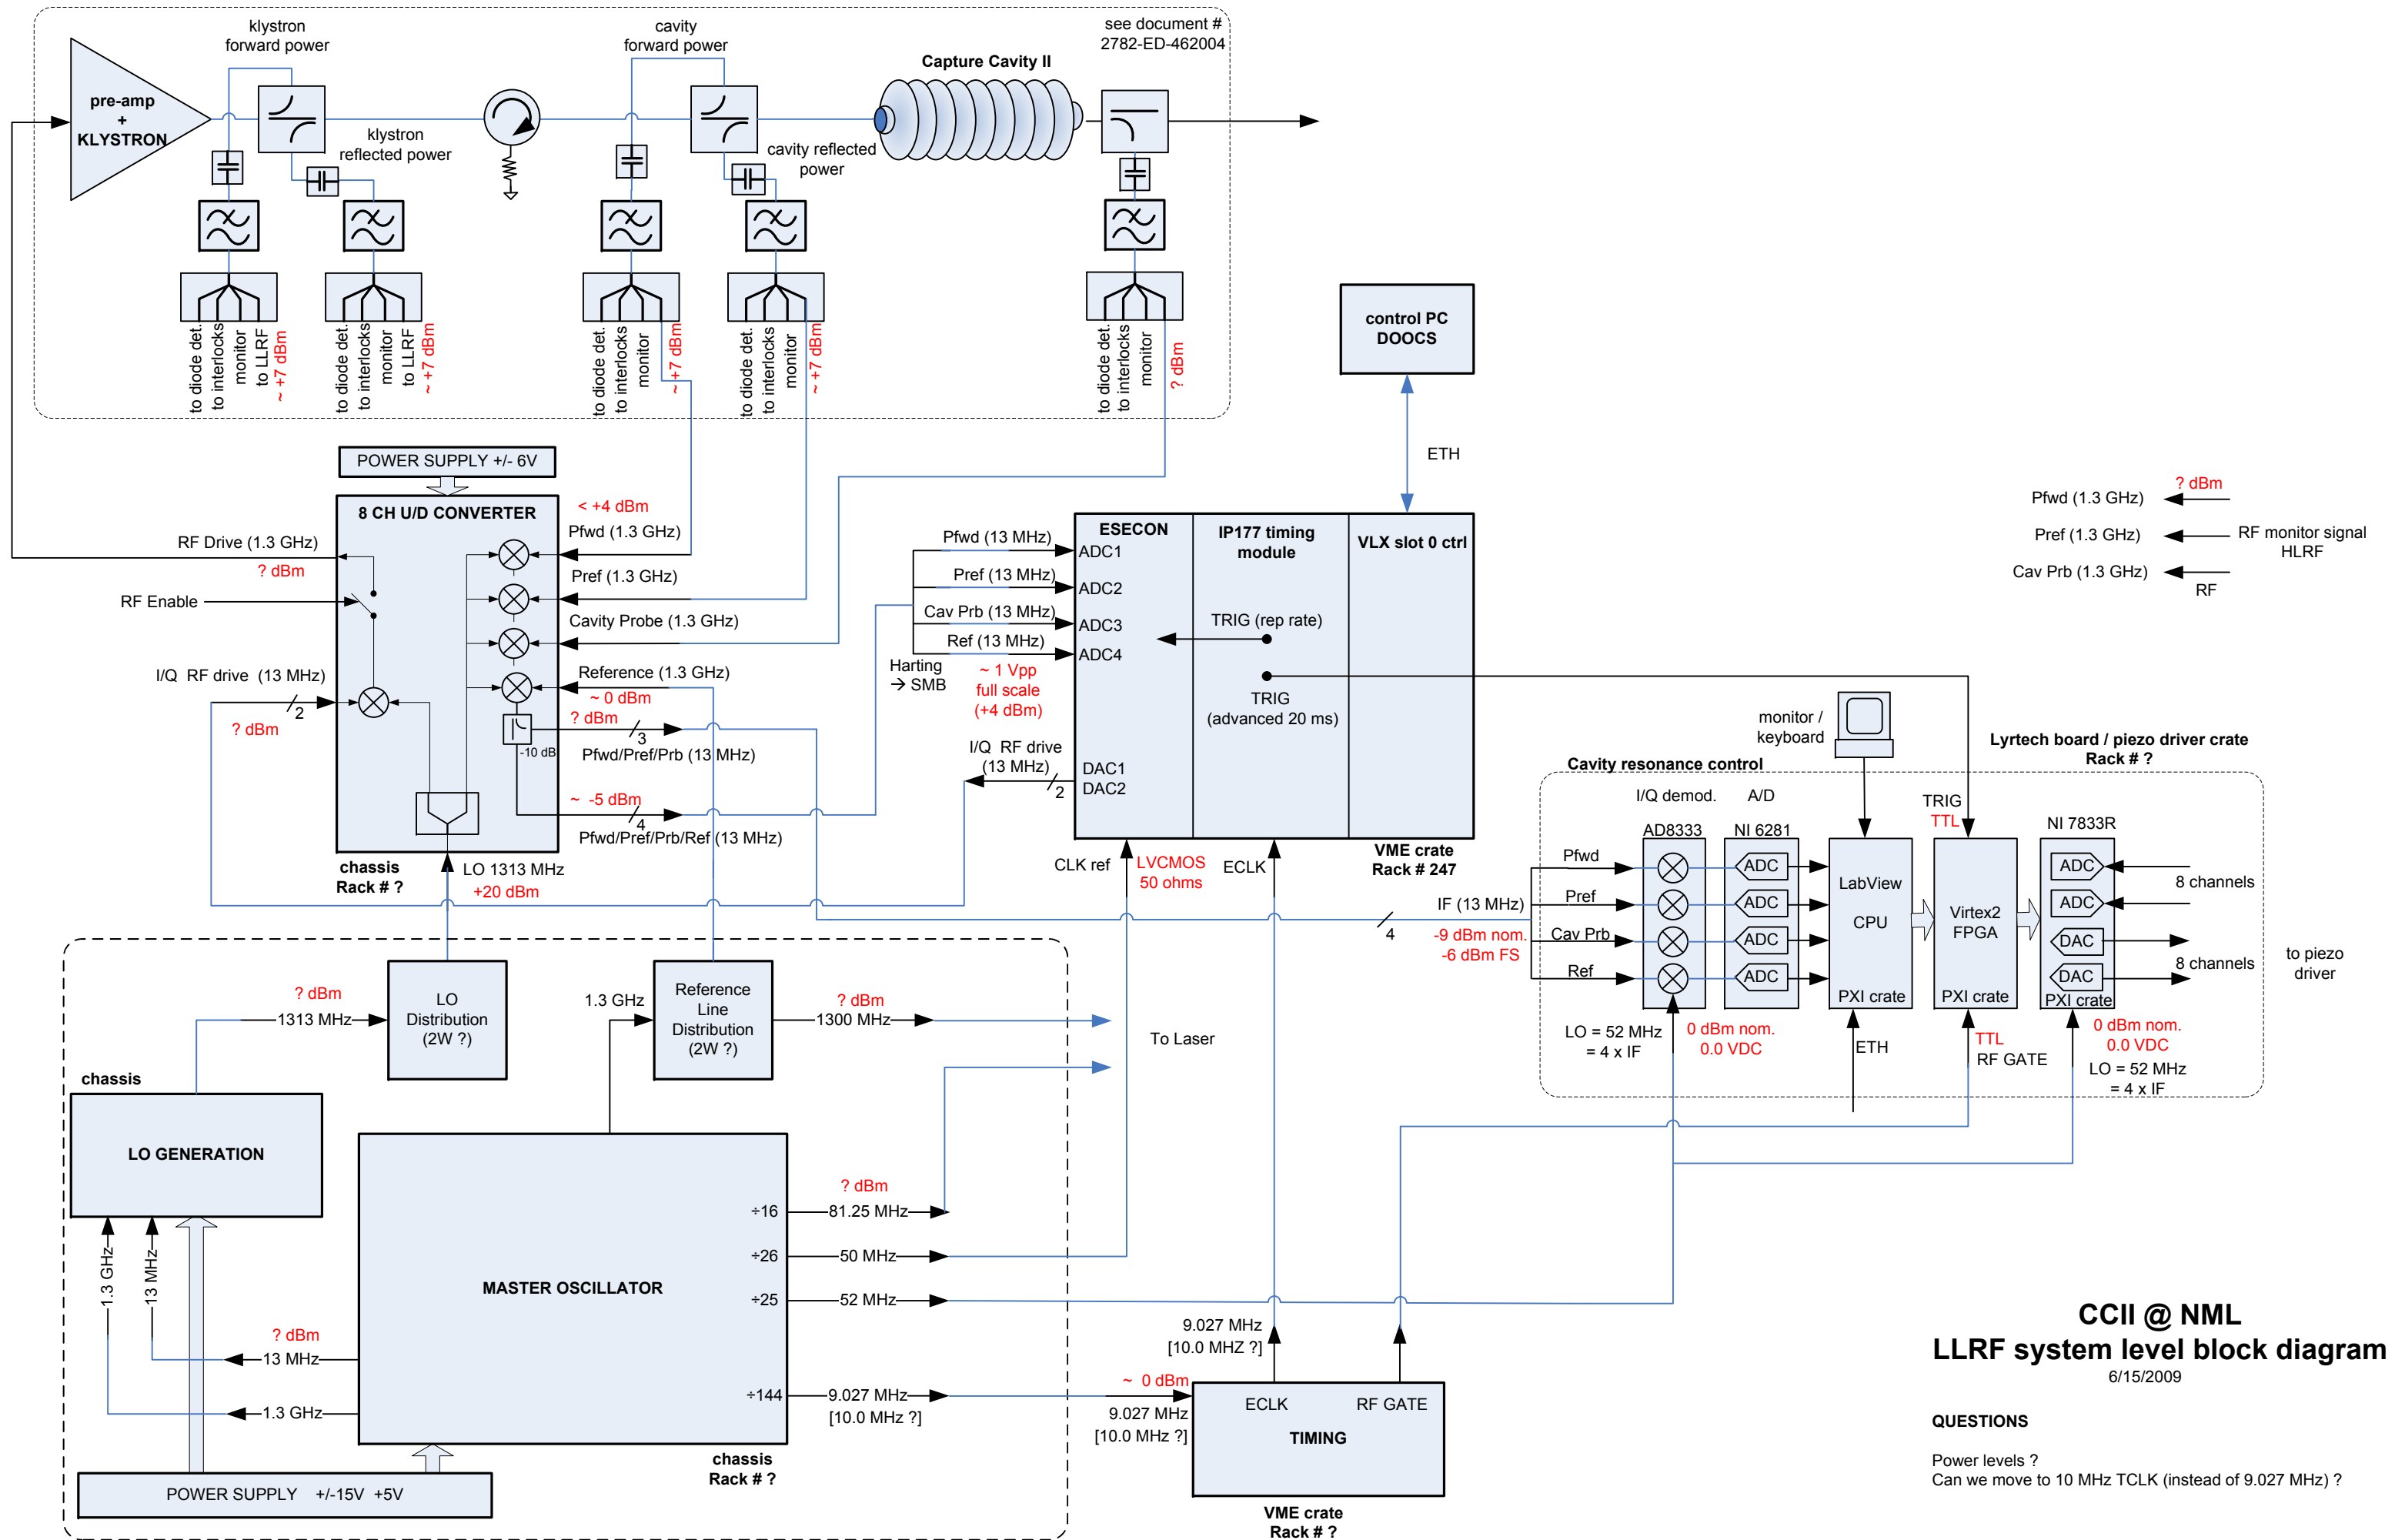 klystron
forward power
cavity
forward power
see document #
2782-ED-462004
Capture Cavity II
pre-amp
+
KLYSTRON
klystron
reflected power
cavity reflected
power
to diode det.
to interlocks
monitor
to LLRF
~ +7 dBm
to diode det.
to interlocks
monitor
to LLRF
~ +7 dBm
to diode det.
to interlocks
monitor
~ +7 dBm
to diode det.
to interlocks
monitor
~ +7 dBm
to diode det.
to interlocks
monitor
? dBm
control PC
DOOCS
ETH
POWER SUPPLY +/- 6V
8 CH U/D CONVERTER
< +4 dBm
Pfwd (1.3 GHz)
RF Drive (1.3 GHz)
? dBm
Pref (1.3 GHz)
RF Enable
Cavity Probe (1.3 GHz)
I/Q RF drive (13 MHz)
2
? dBm
Reference (1.3 GHz)
~ 0 dBm
? dBm
3
-10 dB
Pfwd/Pref/Prb (13 MHz)
~ -5 dBm
4
Pfwd/Pref/Prb/Ref (13 MHz)
chassis
Rack # ?
LO 1313 MHz
+20 dBm
Harting
→ SMB
Pfwd (13 MHz)
Pref (13 MHz)
Cav Prb (13 MHz)
Ref (13 MHz)
~ 1 Vpp
full scale
(+4 dBm)
I/Q RF drive
(13 MHz)
2
ESECON
ADC1
ADC2
ADC3
ADC4
DAC1
DAC2
IP177 timing
module
TRIG (rep rate)
TRIG
(advanced 20 ms)
VLX slot 0 ctrl
VME crate
Rack # 247
CLK ref
LVCMOS
50 ohms
ECLK
Pfwd (1.3 GHz)
? dBm
Pref (1.3 GHz)
RF monitor signal
HLRF
Cav Prb (1.3 GHz)
RF
monitor /
keyboard
Lyrtech board / piezo driver crate
Rack # ?
Cavity resonance control
I/Q demod.
A/D
TRIG
TTL
AD8333
NI 6281
NI 7833R
Pfwd
Pref
Cav Prb
Ref
IF (13 MHz)
4
-9 dBm nom.
-6 dBm FS
ADC
ADC
ADC
ADC
LabView
CPU
PXI crate
Virtex2
FPGA
PXI crate
ADC
ADC
DAC
DAC
PXI crate
8 channels
8 channels
to piezo
driver
LO = 52 MHz
= 4 x IF
0 dBm nom.
0.0 VDC
ETH
TTL
RF GATE
0 dBm nom.
0.0 VDC
LO = 52 MHz
= 4 x IF
? dBm
1313 MHz
LO
Distribution
(2W ?)
1.3 GHz
Reference
Line
Distribution
(2W ?)
? dBm
1300 MHz
To Laser
chassis
LO GENERATION
1.3 GHz
13 MHz
MASTER OSCILLATOR
? dBm
÷16
81.25 MHz
÷26
50 MHz
÷25
52 MHz
÷144
9.027 MHz
[10.0 MHz ?]
? dBm
13 MHz
1.3 GHz
chassis
Rack # ?
POWER SUPPLY +/-15V +5V
9.027 MHz
[10.0 MHZ ?]
~ 0 dBm
9.027 MHz
[10.0 MHz ?]
ECLK
RF GATE
TIMING
VME crate
Rack # ?
CCII @ NML
LLRF system level block diagram
6/15/2009
QUESTIONS
Power levels ?
Can we move to 10 MHz TCLK (instead of 9.027 MHz) ?